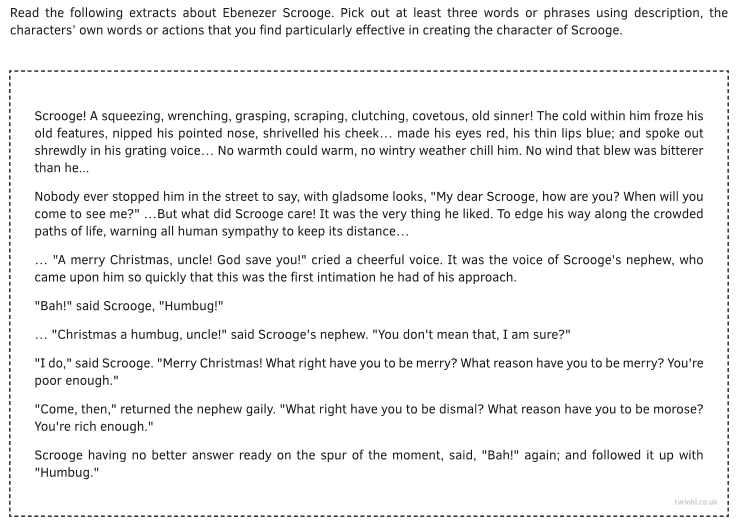 Read the following extracts about Ebenezer Scrooge. Pick out at least three words or phrases using description, the
characters' own words or actions that you find particularly effective in creating the character of Scrooge.
Scrooge! A squeezing, wrenching, grasping, scraping, clutching, covetous, old sinner! The cold within him froze his
old features, nipped his pointed nose, shrivelled his cheek... made his eyes red, his thin lips blue; and spoke out
shrewdly in his grating voice... No warmth could warm, no wintry weather chill him. No wind that blew was bitterer
than he...
Nobody ever stopped him in the street to say, with gladsome looks, "My dear Scrooge, how are you? When will you
come to see me?" ...But what did Scrooge care! It was the very thing he liked. To edge his way along the crowded
paths of life, warning all human sympathy to keep its distance...
... "A merry Christmas, uncle! God save you!" cried a cheerful voice. It was the voice of Scrooge's nephew, who
came upon him so quickly that this was the first intimation he had of his approach.
"Bah!" said Scrooge, "Humbug!"
... "Christmas a humbug, uncle!" said Scrooge's nephew. "You don't mean that, I am sure?"
"I do," said Scrooge. "Merry Christmas! What right have you to be merry? What reason have you to be merry? You're
poor enough."
"Come, then," returned the nephew gaily. "What right have you to be dismal? What reason have you to be morose?
You're rich enough."
Scrooge having no better answer ready on the spur of the moment, said, "Bah!" again; and followed it up with
"Humbug."
twinkl.co.uk